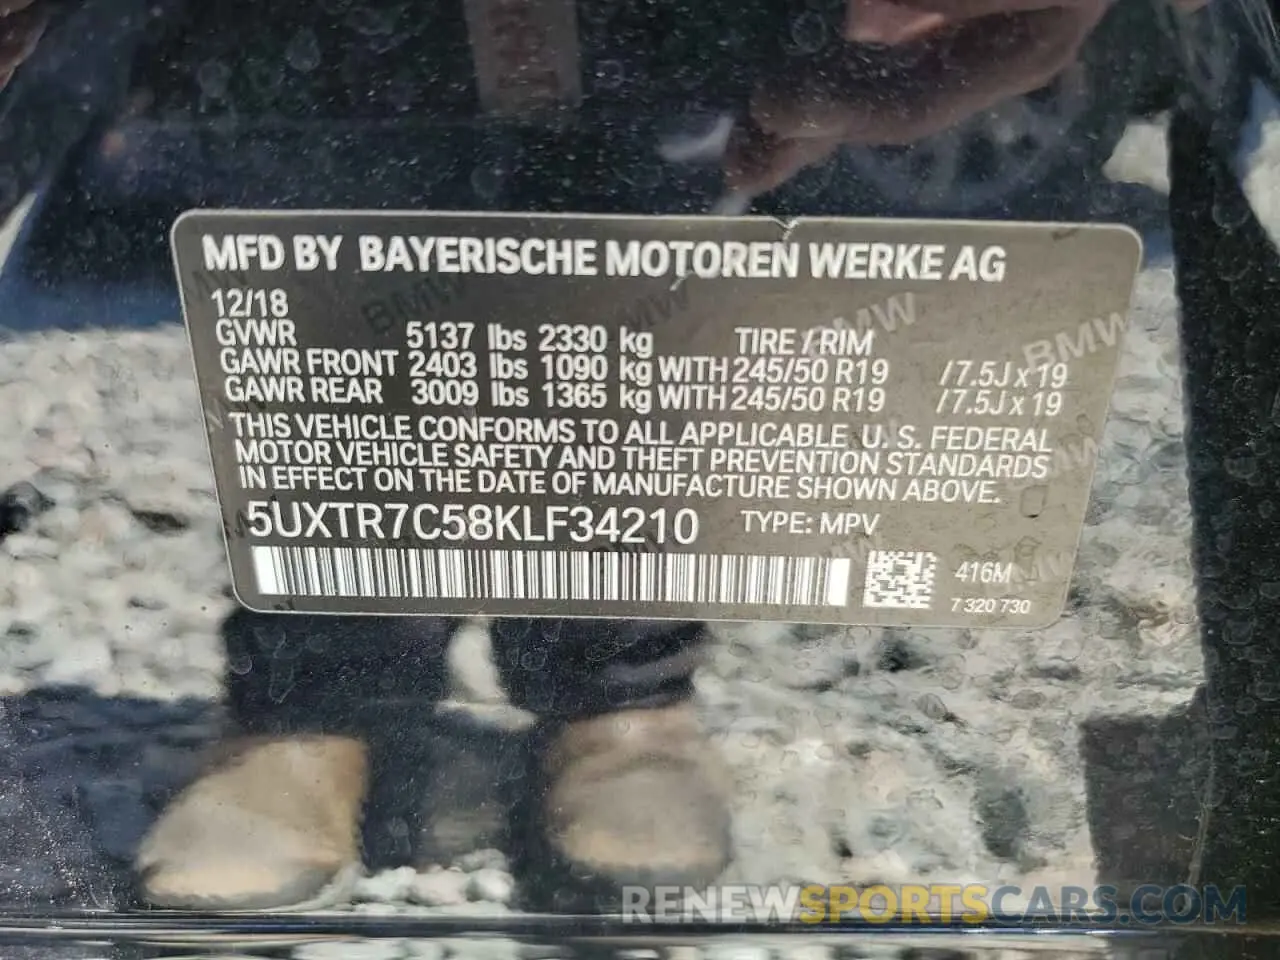 MFD BY BAYERISCHE MOTOREN WERKE AG
12/18
GVWR 5137 lbs 2330 kg TIRE / RIM
GAWR FRONT 2403 lbs 1090 kg WITH 245/50 R19 /7.5J x 19
GAWR REAR 3009 lbs 1365 kg WITH 245/50 R19 /7.5J x 19
THIS VEHICLE CONFORMS TO ALL APPLICABLE U. S. FEDERAL
MOTOR VEHICLE SAFETY AND THEFT PREVENTION STANDARDS
IN EFFECT ON THE DATE OF MANUFACTURE SHOWN ABOVE.
5UXTR7C58KLF34210 TYPE: MPV
416M
7 320 730
RENEWSPORTSCARS.COM